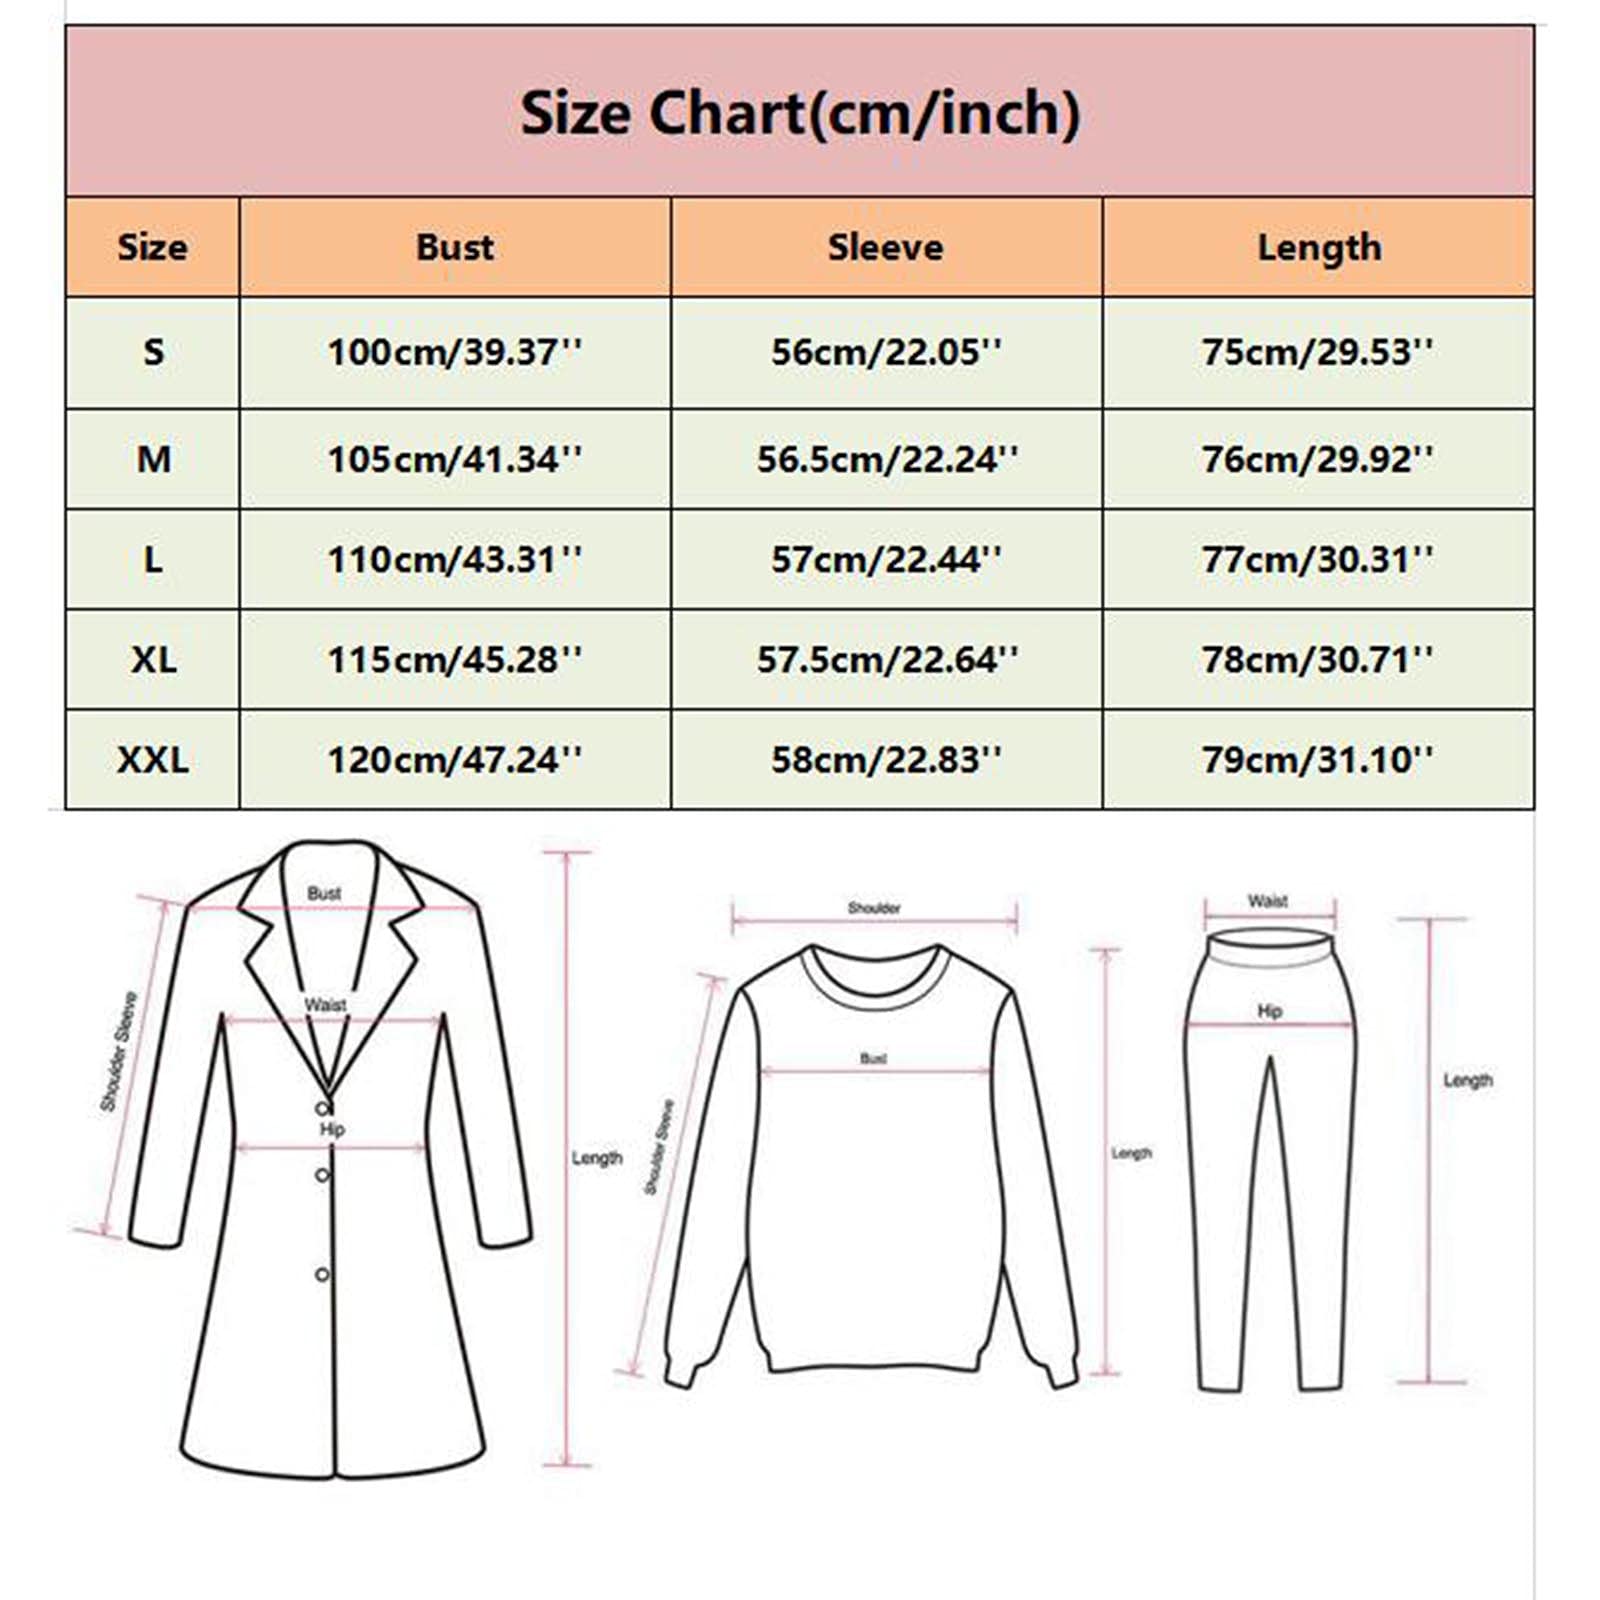 Size Chart(cm/inch)
Size Bust Sleeve Length
S 100cm/39.37'' 56cm/22.05'' 75cm/29.53''
M 105cm/41.34'' 56.5cm/22.24'' 76cm/29.92''
L 110cm/43.31'' 57cm/22.44'' 77cm/30.31''
XL 115cm/45.28'' 57.5cm/22.64'' 78cm/30.71''
XXL 120cm/47.24'' 58cm/22.83'' 79cm/31.10''
Bust
Waist
Hip
Shoulder Sleeve
Length
Shoulder
Bust
Shoulder Sleeve
Length
Waist
Hip
Length